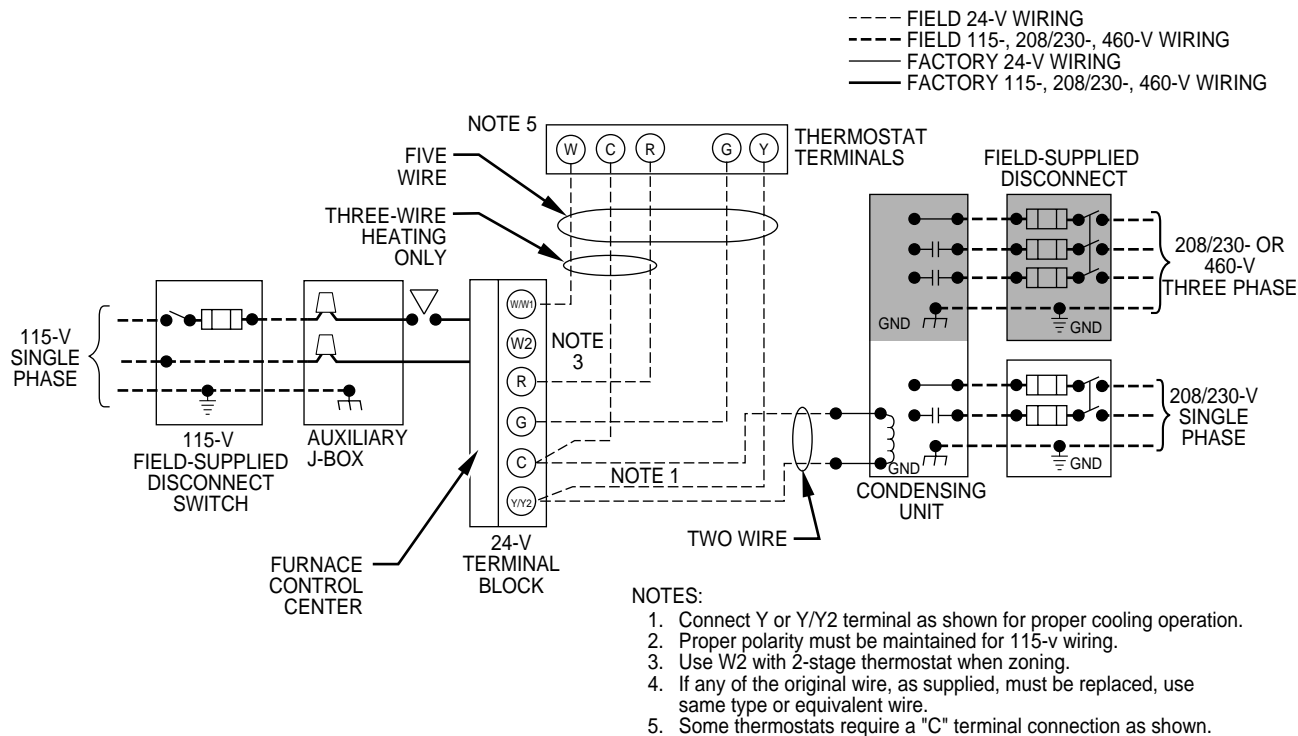 FIELD 24-V WIRING
FIELD 115-, 208/230-, 460-V WIRING
FACTORY 24-V WIRING
FACTORY 115-, 208/230-, 460-V WIRING
NOTE 5
W
C
R
G
Y
THERMOSTAT
TERMINALS
FIVE
WIRE
THREE-WIRE
HEATING
ONLY
FIELD-SUPPLIED
DISCONNECT
208/230- OR
460-V
THREE PHASE
GND
GND
115-V
SINGLE
PHASE
W/W1
W2
R
G
C
Y/Y2
NOTE
3
NOTE 1
208/230-V
SINGLE
PHASE
GND
GND
115-V
FIELD-SUPPLIED
DISCONNECT
SWITCH
AUXILIARY
J-BOX
CONDENSING
UNIT
TWO WIRE
FURNACE
CONTROL
CENTER
24-V
TERMINAL
BLOCK
NOTES:
1. Connect Y or Y/Y2 terminal as shown for proper cooling operation.
2. Proper polarity must be maintained for 115-v wiring.
3. Use W2 with 2-stage thermostat when zoning.
4. If any of the original wire, as supplied, must be replaced, use
same type or equivalent wire.
5. Some thermostats require a "C" terminal connection as shown.